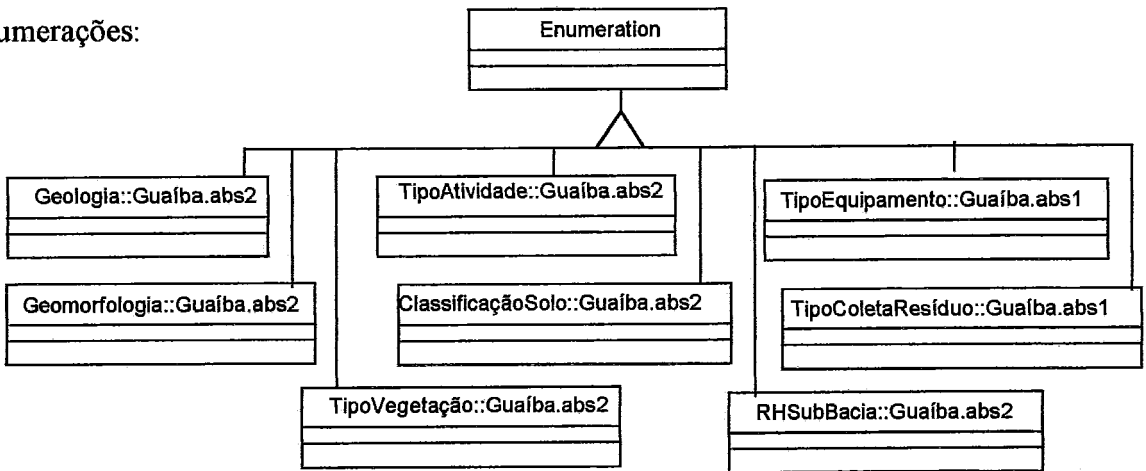 umerações:
Enumeration
Geologia::Guaíba.abs2
TipoAtividade::Guaíba.abs2
TipoEquipamento::Guaíba.abs1
Geomorfologia::Guaíba.abs2
ClassificaçãoSolo::Guaíba.abs2
TipoColetaResíduo::Guaíba.abs1
TipoVegetação::Guaíba.abs2
RHSubBacia::Guaíba.abs2